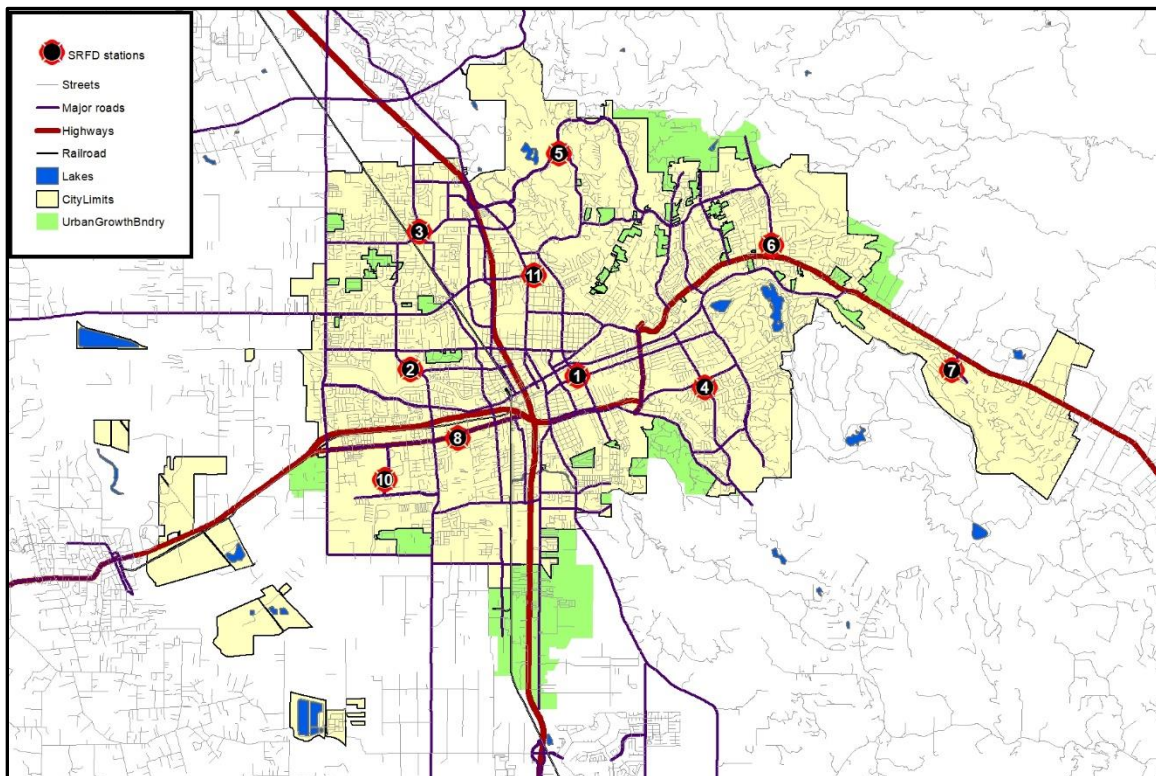 SRFD stations
Streets
Major roads
Highways
Railroad
Lakes
CityLimits
UrbanGrowthBndry
5
3
6
11
2
1
7
4
8
10